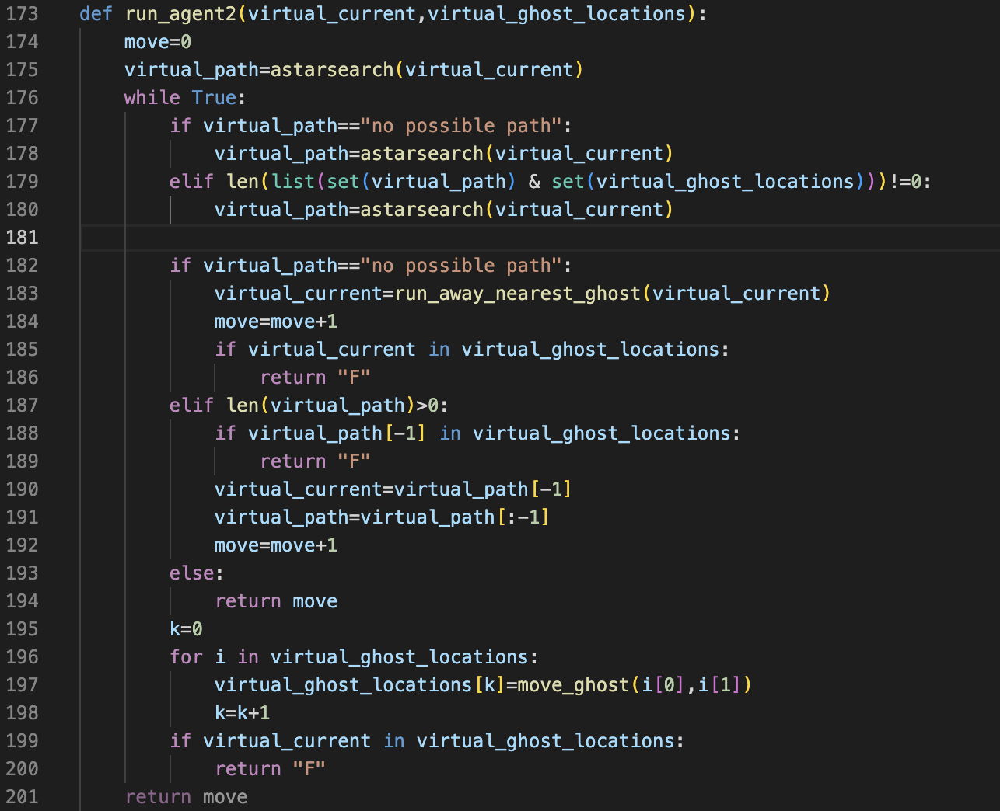 173 def run_agent2(virtual_current,virtual_ghost_locations):
174     move=0
175     virtual_path=astarsearch(virtual_current)
176     while True:
177         if virtual_path=="no possible path":
178             virtual_path=astarsearch(virtual_current)
179         elif len(list(set(virtual_path) & set(virtual_ghost_locations)))!=0:
180             virtual_path=astarsearch(virtual_current)
181
182         if virtual_path=="no possible path":
183             virtual_current=run_away_nearest_ghost(virtual_current)
184             move=move+1
185             if virtual_current in virtual_ghost_locations:
186                 return "F"
187         elif len(virtual_path)>0:
188             if virtual_path[-1] in virtual_ghost_locations:
189                 return "F"
190             virtual_current=virtual_path[-1]
191             virtual_path=virtual_path[:-1]
192             move=move+1
193         else:
194             return move
195         k=0
196         for i in virtual_ghost_locations:
197             virtual_ghost_locations[k]=move_ghost(i[0],i[1])
198             k=k+1
199         if virtual_current in virtual_ghost_locations:
200             return "F"
201     return move